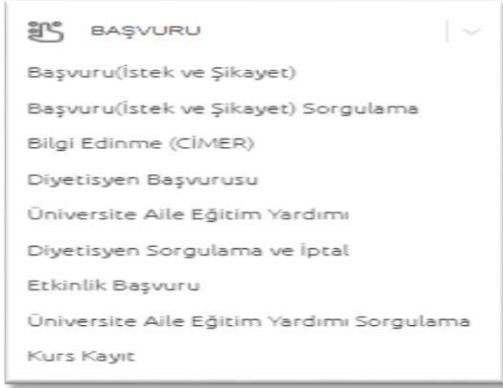 BAŞVURU
Başvuru(İstek ve Şikayet)
Başvuru(İstek ve Şikayet) Sorgulama
Bilgi Edinme (CİMER)
Diyetisyen Başvurusu
Üniversite Aile Eğitim Yardımı
Diyetisyen Sorgulama ve İptal
Etkinlik Başvuru
Üniversite Aile Eğitim Yardımı Sorgulama
Kurs Kayıt